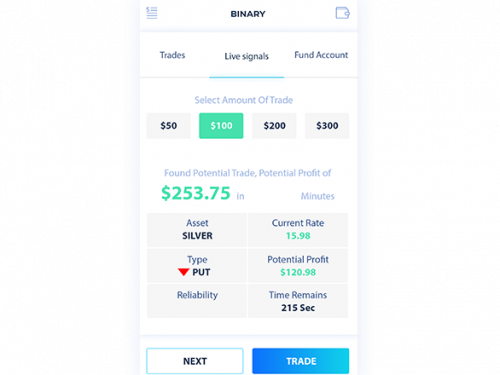 BINARY
Trades
Live signals
Fund Account
Select Amount Of Trade
$50
$100
$200
$300
Found Potential Trade, Potential Profit of
$253.75 in Minutes
Asset
SILVER
Current Rate
15.98
Type
PUT
Potential Profit
$120.98
Reliability
Time Remains
215 Sec
NEXT
TRADE